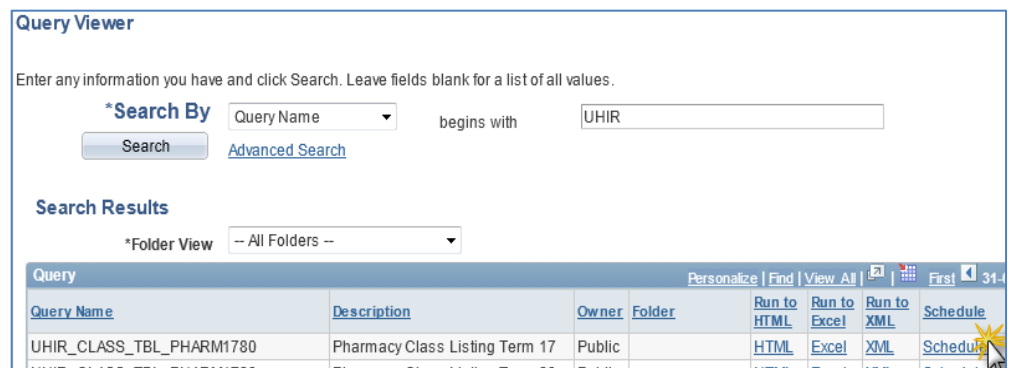 Query Viewer
Enter any information you have and click Search. Leave fields blank for a list of all values.
*Search By Query Name begins with UHIR
Search Advanced Search
Search Results
*Folder View -- All Folders --
Query Personalize | Find | View All | | First 31-
Query Name Description Owner Folder Run to HTML Run to Excel Run to XML Schedule
UHIR_CLASS_TBL_PHARM1780 Pharmacy Class Listing Term 17 Public HTML Excel XML Schedule